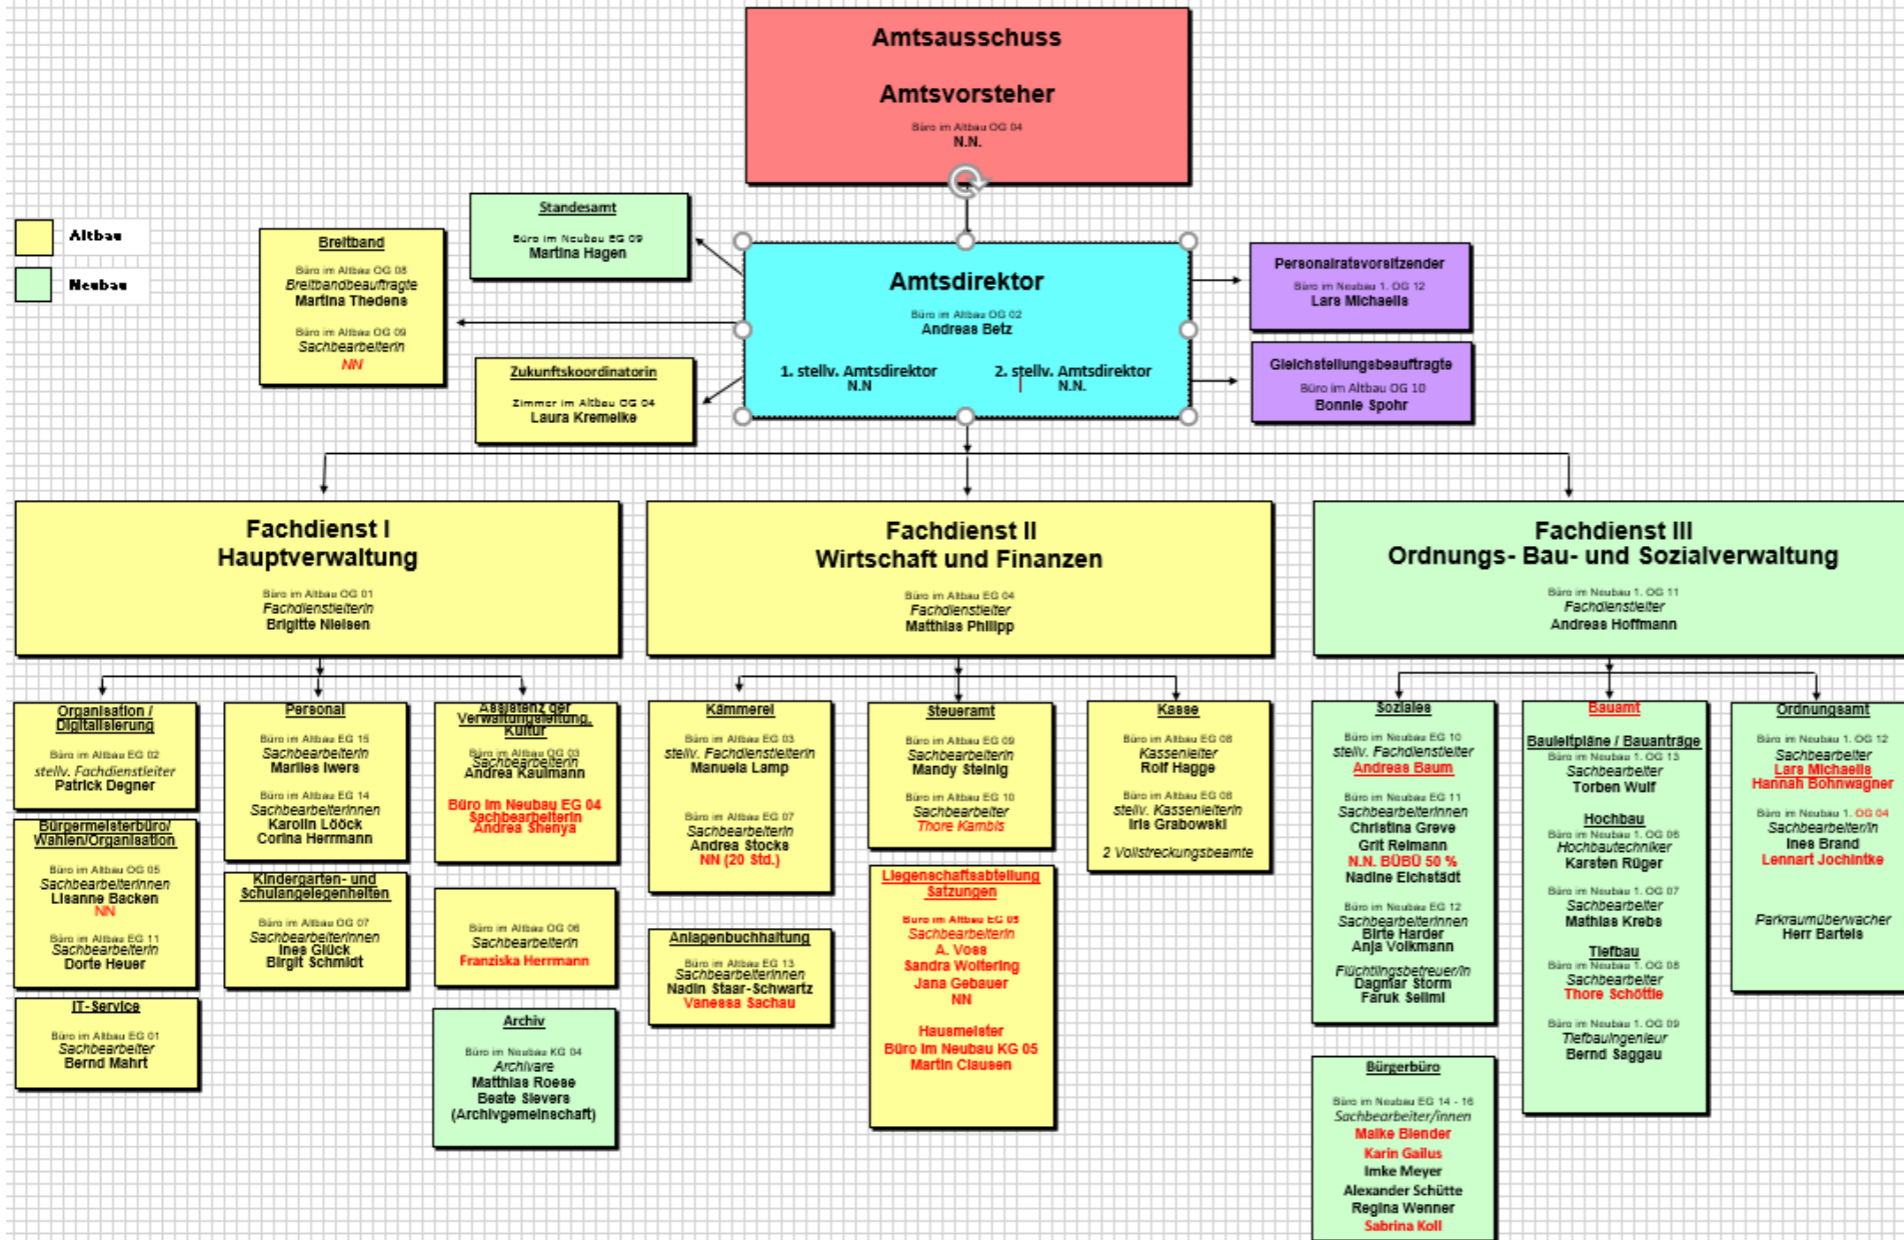 Amtsausschuss
Amtsvorsteher
Büro im Altbau OG 04
N.N.
Altbau
Neubau
Breitband
Büro im Altbau OG 08
Breitbandbeauftragte
Martina Thedens
Büro im Altbau OG 09
Sachbearbeiterin
NN
Standesamt
Büro im Neubau EG 09
Martina Hagen
Zukunftskoordinatorin
Zimmer im Altbau OG 04
Laura Kremelke
Amtsdirektor
Büro im Altbau OG 02
Andreas Betz
1. stellv. Amtsdirektor
N.N
2. stellv. Amtsdirektor
N.N.
Personalratsvorsitzender
Büro im Neubau 1. OG 12
Lars Michaelis
Gleichstellungsbeauftragte
Büro im Altbau OG 10
Bonnie Spohr
Fachdienst I
Hauptverwaltung
Büro im Altbau OG 01
Fachdienstleiterin
Brigitte Nielsen
Fachdienst II
Wirtschaft und Finanzen
Büro im Altbau EG 04
Fachdienstleiter
Matthias Philipp
Fachdienst III
Ordnungs- Bau- und Sozialverwaltung
Büro im Neubau 1. OG 11
Fachdienstleiter
Andreas Hoffmann
Organisation /
Digitalisierung
Büro im Altbau EG 02
stellv. Fachdienstleiter
Patrick Degner
Bürgermeisterbüro/
Wahlen/Organisation
Büro im Altbau OG 05
Sachbearbeiterinnen
Lisanne Backen
NN
Büro im Altbau EG 11
Sachbearbeiterin
Dorte Heuer
IT-Service
Büro im Altbau EG 01
Sachbearbeiter
Bernd Mahrt
Personal
Büro im Altbau EG 15
Sachbearbeiterin
Marlies Iwers
Büro im Altbau EG 14
Sachbearbeiterinnen
Karolin Lööck
Corina Herrmann
Kindergarten- und
Schulangelegenheiten
Büro im Altbau OG 07
Sachbearbeiterinnen
Ines Glück
Birgit Schmidt
Assistenz der
Verwaltungsleitung,
Kultur
Büro im Altbau OG 03
Sachbearbeiterin
Andrea Kaulmann
Büro im Neubau EG 04
Sachbearbeiterin
Andrea Shenya
Büro im Altbau OG 06
Sachbearbeiterin
Franziska Herrmann
Archiv
Büro im Neubau KG 04
Archivare
Matthias Roese
Beate Sievers
(Archivgemeinschaft)
Kämmerei
Büro im Altbau EG 03
stellv. Fachdienstleiterin
Manuela Lamp
Büro im Altbau EG 07
Sachbearbeiterin
Andrea Stocks
NN (20 Std.)
Anlagenbuchhaltung
Büro im Altbau EG 13
Sachbearbeiterinnen
Nadin Staar-Schwartz
Vanessa Sachau
Steueramt
Büro im Altbau EG 09
Sachbearbeiterin
Mandy Steinig
Büro im Altbau EG 10
Sachbearbeiter
Thore Kambis
Liegenschaftsabteilung
Satzungen
Büro im Altbau EG 05
Sachbearbeiterin
A. Voss
Sandra Woltering
Jana Gebauer
NN
Hausmeister
Büro im Neubau KG 05
Martin Clausen
Kasse
Büro im Altbau EG 08
Kassenleiter
Rolf Hagge
Büro im Altbau EG 08
stellv. Kassenleiterin
Iris Grabowski
2 Vollstreckungsbeamte
Soziales
Büro im Neubau EG 10
stellv. Fachdienstleiter
Andreas Baum
Büro im Neubau EG 11
Sachbearbeiterinnen
Christina Greve
Grit Reimann
N.N. BÜBÜ 50 %
Nadine Eichstädt
Büro im Neubau EG 12
Sachbearbeiterinnen
Birte Harder
Anja Volkmann
Flüchtlingsbetreuer/in
Dagmar Storm
Faruk Selimi
Bürgerbüro
Büro im Neubau EG 14 - 16
Sachbearbeiter/innen
Maike Blender
Karin Gailus
Imke Meyer
Alexander Schütte
Regina Wenner
Sabrina Koll
Bauamt
Bauleitpläne / Bauanträge
Büro im Neubau 1. OG 13
Sachbearbeiter
Torben Wulf
Hochbau
Büro im Neubau 1. OG 06
Hochbautechniker
Karsten Rüger
Büro im Neubau 1. OG 07
Sachbearbeiter
Mathias Krebs
Tiefbau
Büro im Neubau 1. OG 08
Sachbearbeiter
Thore Schöttle
Büro im Neubau 1. OG 09
Tiefbauingenieur
Bernd Saggau
Ordnungsamt
Büro im Neubau 1. OG 12
Sachbearbeiter
Lars Michaelis
Hannah Bohnwagner
Büro im Neubau 1. OG 04
Sachbearbeiter/in
Ines Brand
Lennart Jochintke
Parkraumüberwacher
Herr Bartels